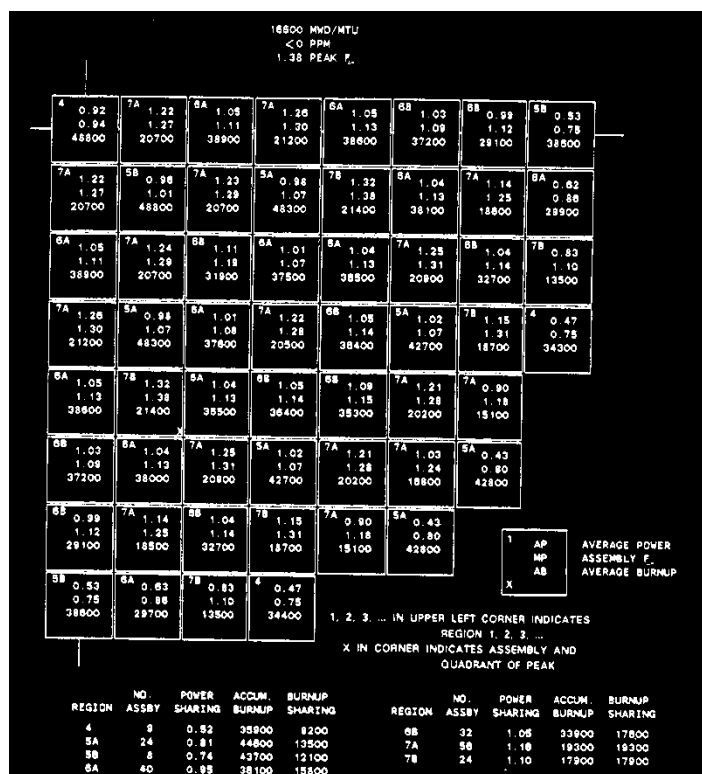 16600 MWD/MTU
<0 PPM
1.38 PEAK F
4 0.92 7A 1.22 6A 1.05 7A 1.26 6A 1.05 6B 1.03 6B 0.99 5B 0.53
0.94 1.27 1.11 1.30 1.13 1.09 1.12 0.75
48800 20700 38900 21200 38600 37200 29100 38600
7A 1.22 5B 0.96 7A 1.23 5A 0.98 7B 1.32 6A 1.04 7A 1.14 6A 0.62
1.27 1.01 1.29 1.07 1.38 1.13 1.25 0.86
20700 48800 20700 48300 21400 38100 18600 29900
6A 1.05 7A 1.24 6B 1.11 6A 1.01 6A 1.04 7A 1.25 6B 1.04 7B 0.83
1.11 1.29 1.19 1.07 1.13 1.31 1.14 1.10
38900 20700 31900 37500 38500 20900 32700 13500
7A 1.26 5A 0.98 6A 1.01 7A 1.22 6B 1.05 5A 1.02 7B 1.15 4 0.47
1.30 1.07 1.08 1.28 1.14 1.07 1.31 0.75
21200 48300 37600 20500 36400 42700 18700 34300
6A 1.05 7B 1.32 6A 1.04 6B 1.05 6B 1.09 7A 1.21 7A 0.90
1.13 1.38 1.13 1.14 1.15 1.28 1.18
38600 21400 36400 35300 20200 15100
X
6B 1.03 6A 1.04 7A 1.25 5A 1.02 7A 1.21 7A 1.03 5A 0.43
1.09 1.13 1.31 1.07 1.28 1.24 0.80
37200 38000 20900 42700 20200 16800 42800
6B 0.99 7A 1.14 6B 1.04 7B 1.15 7A 0.90 5A 0.43
1.12 1.25 1.14 1.31 1.18 0.80
29100 18500 32700 18700 15100 42800
5B 0.53 6A 0.63 7B 0.83 4 0.47
0.75 0.86 1.10 0.75
38600 29700 13500 34400
1 AP AVERAGE POWER
MP ASSEMBLY F
AB AVERAGE BURNUP
X
1, 2, 3, ... IN UPPER LEFT CORNER INDICATES
REGION 1, 2, 3, ...
X IN CORNER INDICATES ASSEMBLY AND
QUADRANT OF PEAK
NO. POWER ACCUM. BURNUP NO. POWER ACCUM. BURNUP
REGION ASSBY SHARING BURNUP SHARING REGION ASSBY SHARING BURNUP SHARING
4 9 0.52 35900 9200 6B 32 1.05 33900 17600
5A 24 0.81 44600 13500 7A 56 1.16 19300 19300
5B 8 0.74 43700 12100 7B 24 1.10 17900 17900
6A 40 0.95 38100 15800